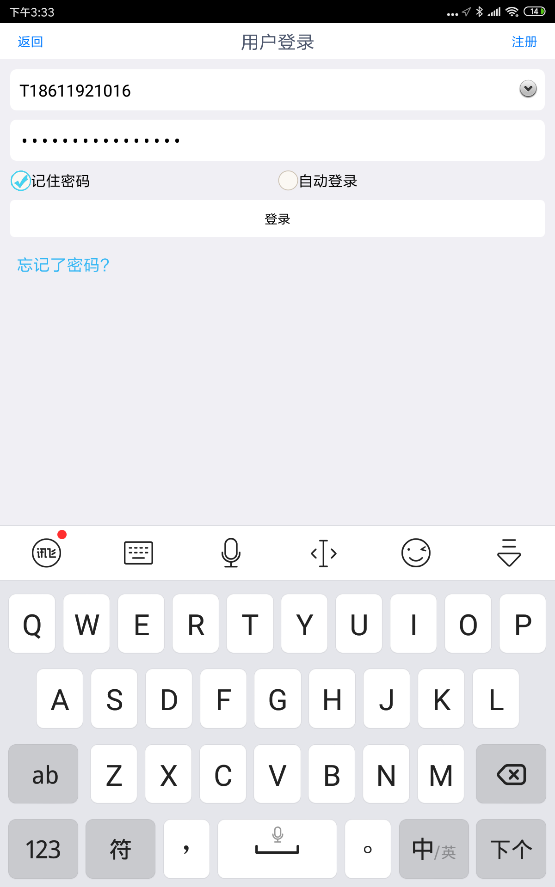 下午3:33
14
返回
用户登录
注册
T18611921016
••••••••••••••••
记住密码
自动登录
登录
忘记了密码?
讯飞
Q W E R T Y U I O P
A S D F G H J K L
ab Z X C V B N M
123 符 , 。 中/英 下个